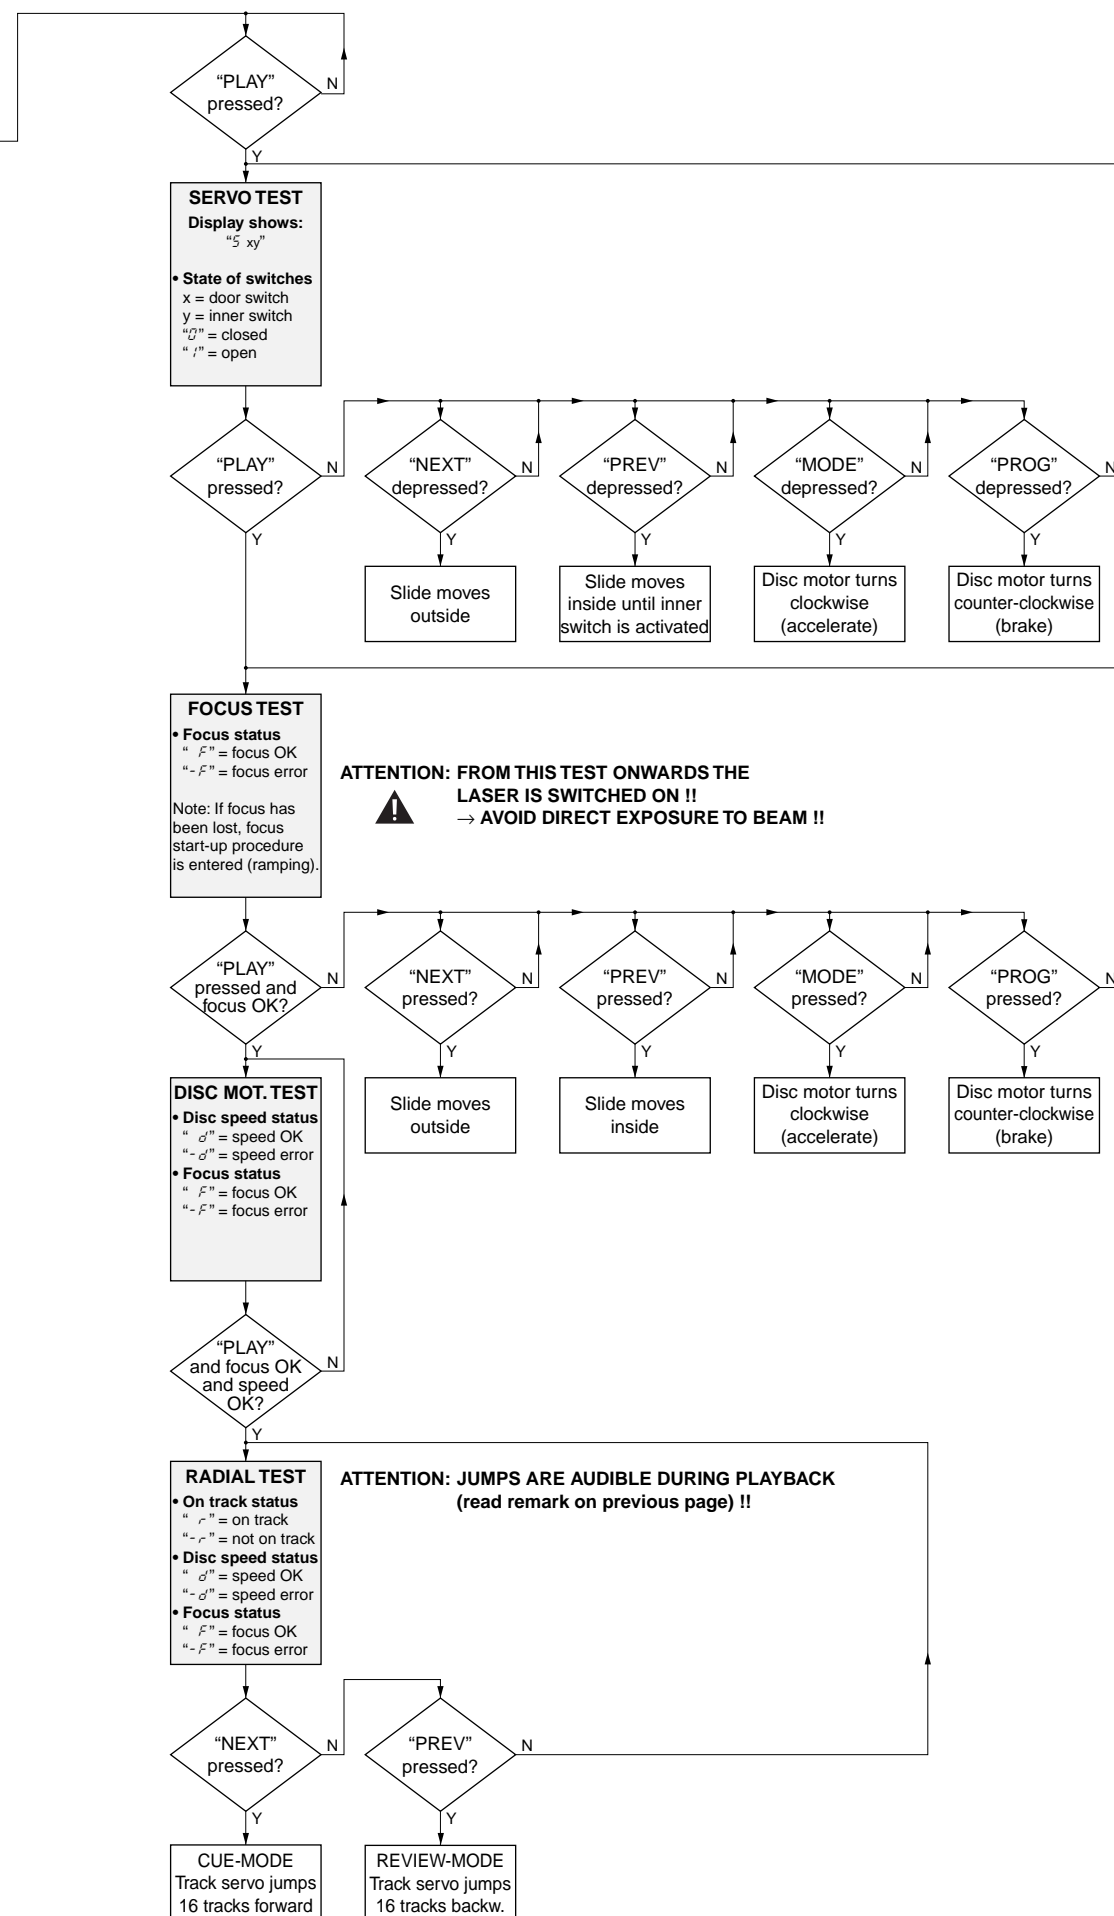 “PLAY”
pressed?
N
Y
SERVO TEST
Display shows:
“5 xy”
• State of switches
x = door switch
y = inner switch
“0” = closed
“1” = open
“PLAY”
pressed?
N
Y
“NEXT”
depressed?
N
Y
“PREV”
depressed?
N
Y
“MODE”
depressed?
N
Y
“PROG”
depressed?
N
Y
Slide moves
outside
Slide moves
inside until inner
switch is activated
Disc motor turns
clockwise
(accelerate)
Disc motor turns
counter-clockwise
(brake)
FOCUS TEST
• Focus status
“ F” = focus OK
“-F” = focus error
Note: If focus has
been lost, focus
start-up procedure
is entered (ramping).
ATTENTION: FROM THIS TEST ONWARDS THE
LASER IS SWITCHED ON !!
→ AVOID DIRECT EXPOSURE TO BEAM !!
“PLAY”
pressed and
focus OK?
N
Y
“NEXT”
pressed?
N
Y
“PREV”
pressed?
N
Y
“MODE”
pressed?
N
Y
“PROG”
pressed?
N
Y
DISC MOT. TEST
• Disc speed status
“ d” = speed OK
“-d” = speed error
• Focus status
“ F” = focus OK
“-F” = focus error
Slide moves
outside
Slide moves
inside
Disc motor turns
clockwise
(accelerate)
Disc motor turns
counter-clockwise
(brake)
“PLAY”
and focus OK
and speed
OK?
N
Y
RADIAL TEST
• On track status
“ r” = on track
“-r” = not on track
• Disc speed status
“ d” = speed OK
“-d” = speed error
• Focus status
“ F” = focus OK
“-F” = focus error
ATTENTION: JUMPS ARE AUDIBLE DURING PLAYBACK
(read remark on previous page) !!
“NEXT”
pressed?
N
Y
“PREV”
pressed?
N
Y
CUE-MODE
Track servo jumps
16 tracks forward
REVIEW-MODE
Track servo jumps
16 tracks backw.